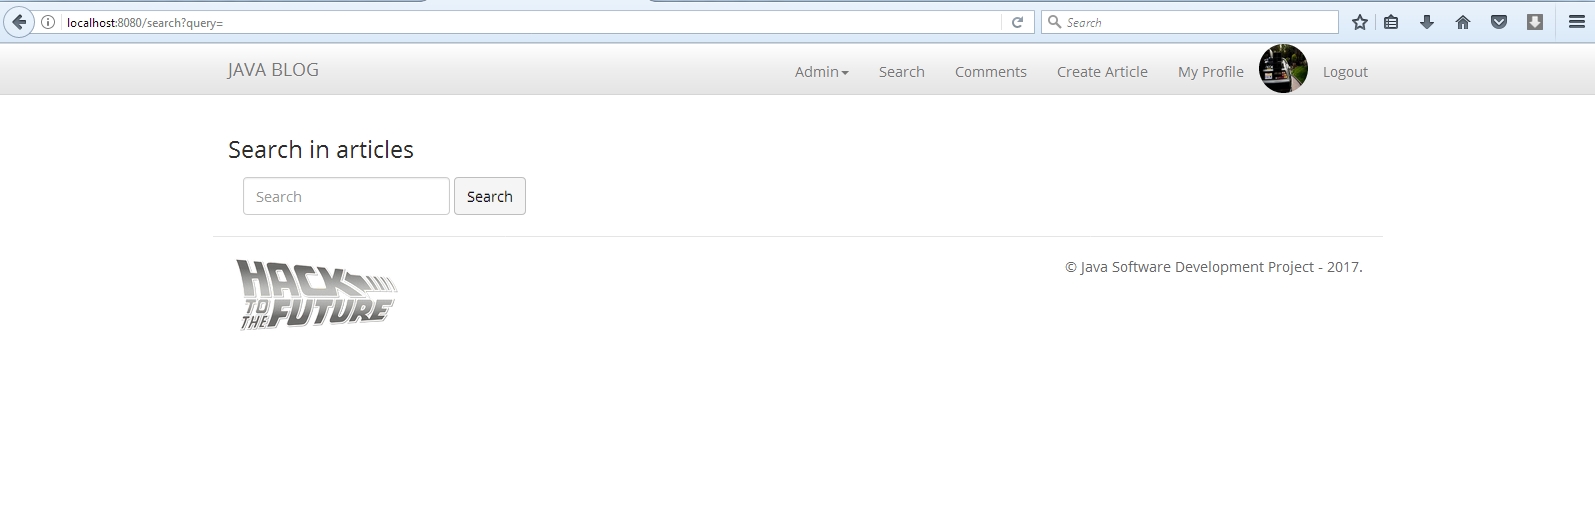 localhost:8080/search?query=
Search
JAVA BLOG
Admin Search Comments Create Article My Profile Logout
Search in articles
Search Search
HACK
TO THE FUTURE
© Java Software Development Project - 2017.